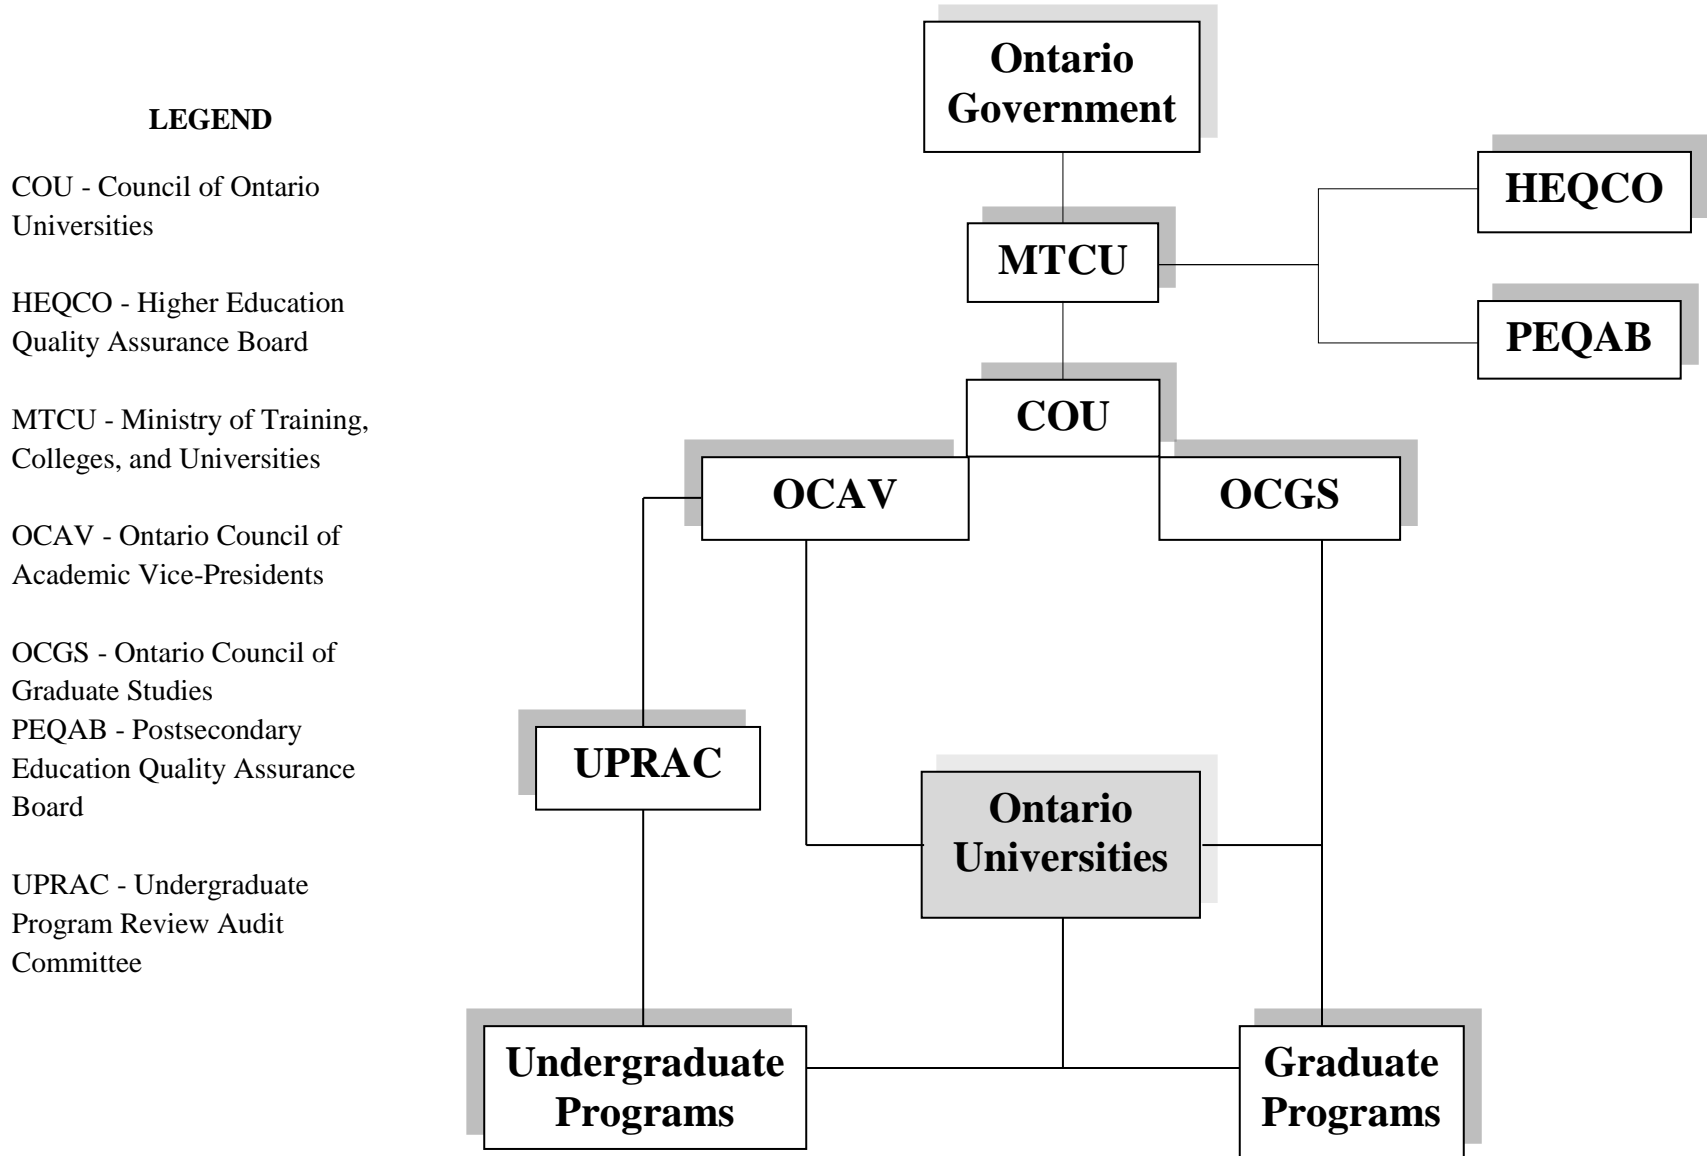 LEGEND
COU - Council of Ontario
Universities
HEQCO - Higher Education
Quality Assurance Board
MTCU - Ministry of Training,
Colleges, and Universities
OCAV - Ontario Council of
Academic Vice-Presidents
OCGS - Ontario Council of
Graduate Studies
PEQAB - Postsecondary
Education Quality Assurance
Board
UPRAC - Undergraduate
Program Review Audit
Committee
Ontario
Government
HEQCO
MTCU
PEQAB
COU
OCAV
OCGS
UPRAC
Ontario
Universities
Undergraduate
Programs
Graduate
Programs